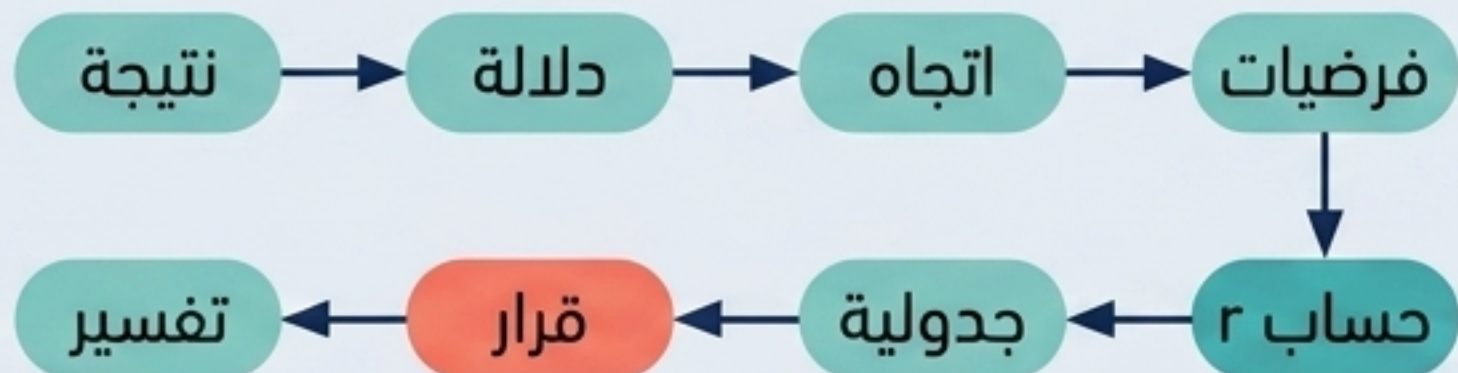 نتيجة
دلالة
اتجاه
فرضيات
حساب r
جدولية
قرار
تفسير